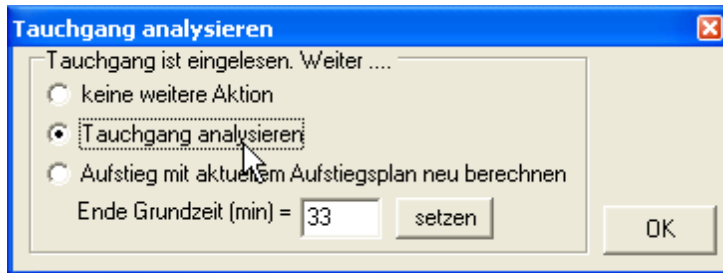 Tauchgang analysieren
Tauchgang ist eingelesen. Weiter ....
keine weitere Aktion
Tauchgang analysieren
Aufstieg mit aktuellem Aufstiegsplan neu berechnen
Ende Grundzeit (min) = 33 setzen
OK